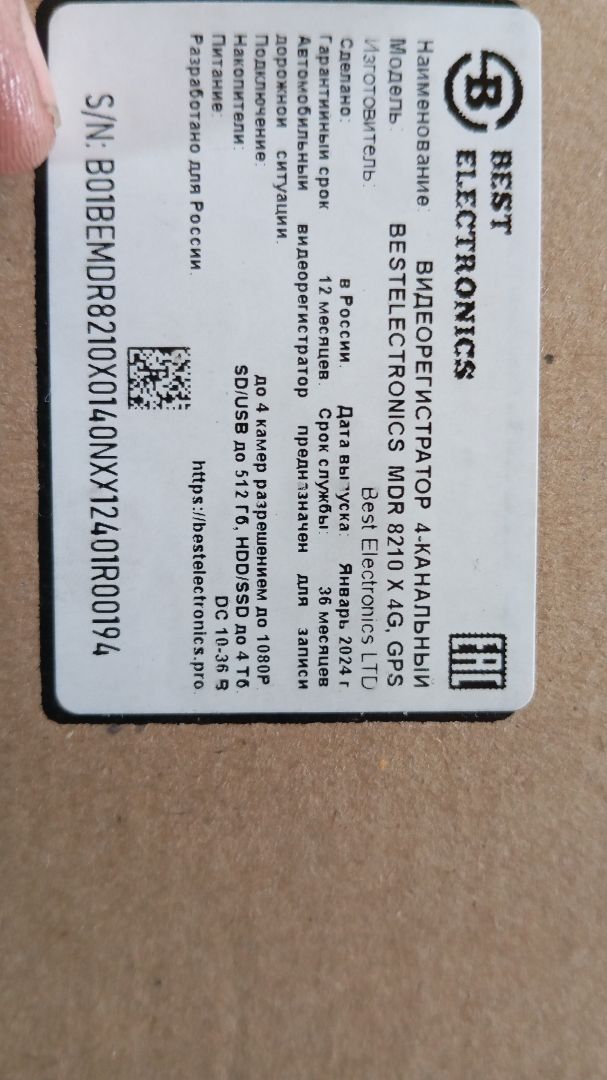 BEST
ELECTRONICS
EAC
Наименование: ВИДЕОРЕГИСТРАТОР 4-КАНАЛЬНЫЙ
Модель: BESTELECTRONICS MDR 8210 X 4G, GPS
Изготовитель: Best Electronics LTD
Сделано: в России. Дата выпуска: Январь 2024 г
Гарантийный срок 12 месяцев. Срок службы: 36 месяцев
Автомобильный видеорегистратор предназначен для записи
дорожной ситуации.
Подключение: до 4 камер разрешением до 1080P
Накопители: SD/USB до 512 Гб, HDD/SSD до 4 Тб
Питание: DC 10-36 В
Разработано для России. https://bestelectronics.pro
S/N: B01BEMDR8210X0140NXY12401R00194